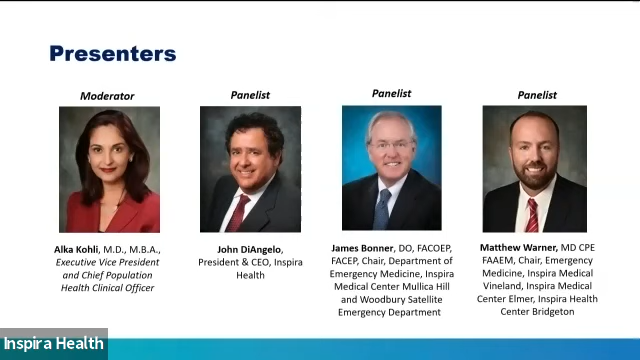 Presenters
Moderator
Alka Kohli, M.D., M.B.A.,
Executive Vice President
and Chief Population
Health Clinical Officer
Panelist
John DiAngelo,
President & CEO, Inspira
Health
Panelist
James Bonner, DO, FACOEP,
FACEP, Chair, Department of
Emergency Medicine, Inspira
Medical Center Mullica Hill
and Woodbury Satellite
Emergency Department
Panelist
Matthew Warner, MD CPE
FAAEM, Chair, Emergency
Medicine, Inspira Medical
Vineland, Inspira Medical
Center Elmer, Inspira Health
Center Bridgeton
Inspira Health